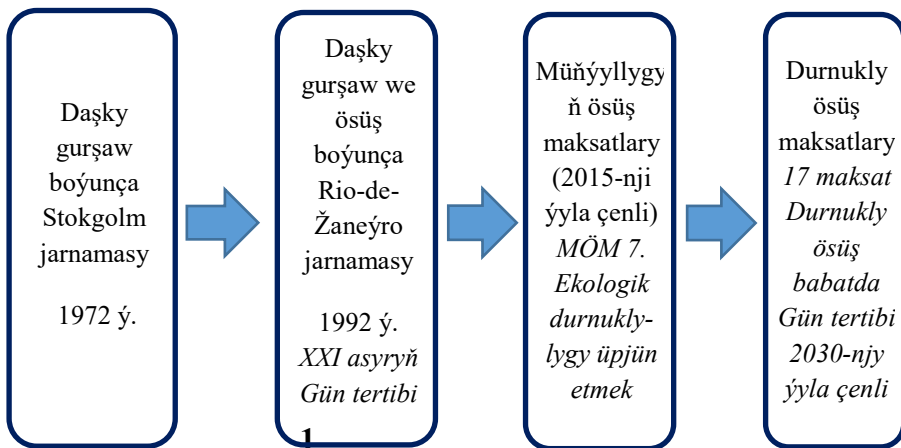 Daşky
gurşaw
boýunça
Stokgolm
jarnamasy
1972 ý.
Daşky
gurşaw we
ösüş
boýunça
Rio-de-
Žaneýro
jarnamasy
1992 ý.
XXI asyryň
Gün tertibi
1
Müňýyllygy
ň ösüş
maksatlary
(2015-nji
ýyla çenli)
MÖM 7.
Ekologik
durnukly-
lygy üpjün
etmek
Durnukly
ösüş
maksatlary
17 maksat
Durnukly
ösüş
babatda
Gün tertibi
2030-njy
ýyla çenli